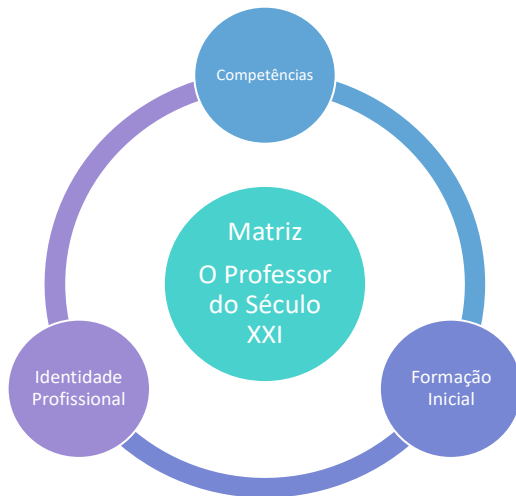 Competências
Matriz
O Professor
do Século
XXI
Identidade
Profissional
Formação
Inicial